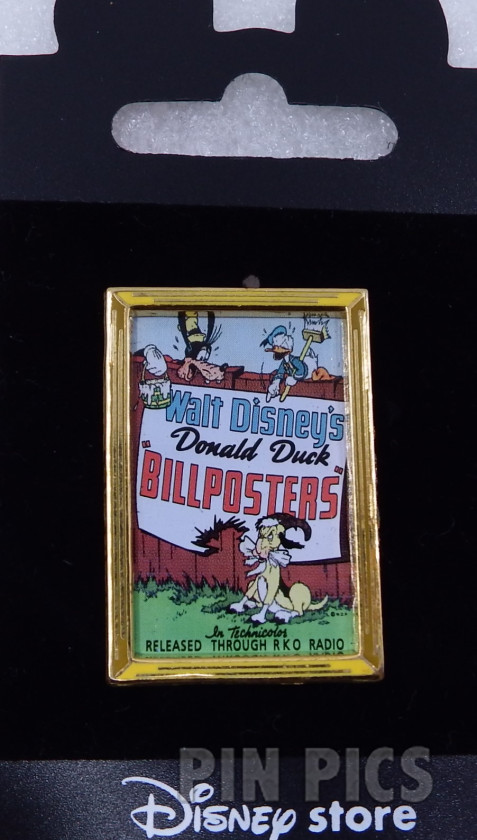 Walt Disney's
Donald Duck
"BILLPOSTERS"
In Technicolor
RELEASED THROUGH RKO RADIO
PIN PICS
Disney store